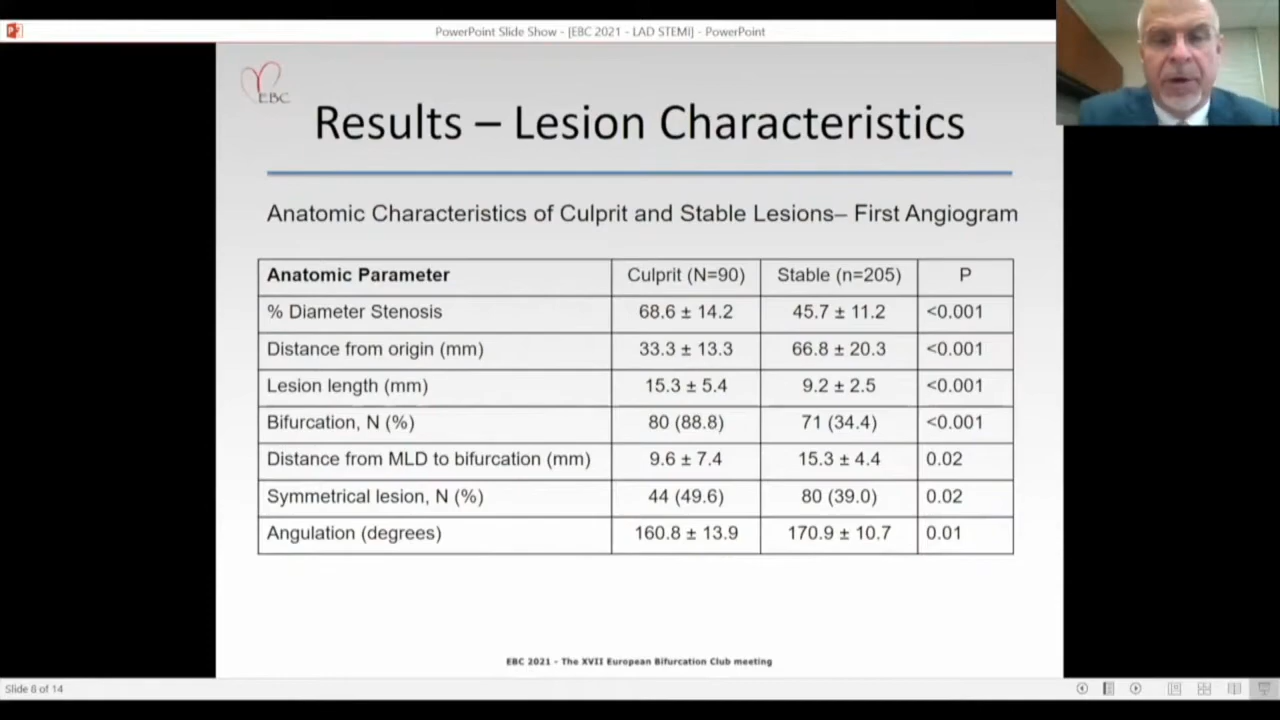 PowerPoint Slide Show - [EBC 2021 - LAD STEMI] - PowerPoint
EBC
Results – Lesion Characteristics
Anatomic Characteristics of Culprit and Stable Lesions– First Angiogram
Anatomic Parameter Culprit (N=90) Stable (n=205) P
% Diameter Stenosis 68.6 ± 14.2 45.7 ± 11.2 <0.001
Distance from origin (mm) 33.3 ± 13.3 66.8 ± 20.3 <0.001
Lesion length (mm) 15.3 ± 5.4 9.2 ± 2.5 <0.001
Bifurcation, N (%) 80 (88.8) 71 (34.4) <0.001
Distance from MLD to bifurcation (mm) 9.6 ± 7.4 15.3 ± 4.4 0.02
Symmetrical lesion, N (%) 44 (49.6) 80 (39.0) 0.02
Angulation (degrees) 160.8 ± 13.9 170.9 ± 10.7 0.01
EBC 2021 - The XVII European Bifurcation Club meeting
Slide 8 of 14